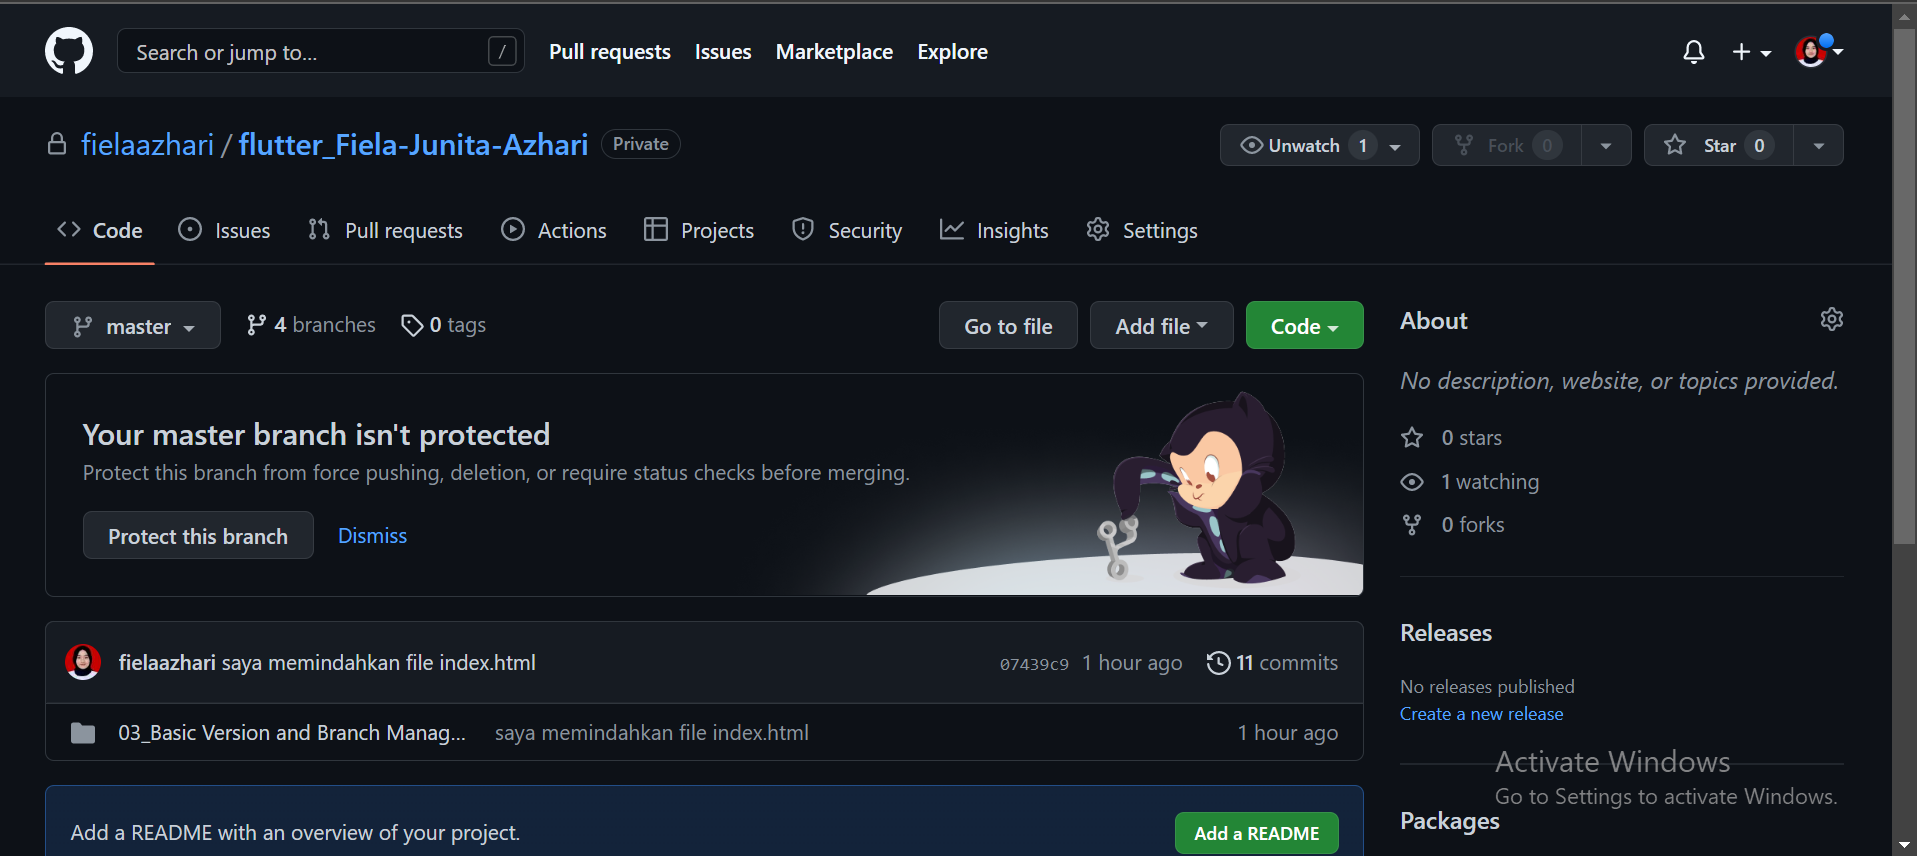 Search or jump to... /
Pull requests Issues Marketplace Explore
fielaazhari / flutter_Fiela-Junita-Azhari Private
Unwatch 1 Fork 0 Star 0
Code Issues Pull requests Actions Projects Security Insights Settings
master 4 branches 0 tags
Go to file Add file Code
Your master branch isn't protected
Protect this branch from force pushing, deletion, or require status checks before merging.
Protect this branch Dismiss
fielaazhari saya memindahkan file index.html 07439c9 1 hour ago 11 commits
03_Basic Version and Branch Manag... saya memindahkan file index.html 1 hour ago
Add a README with an overview of your project. Add a README
About
No description, website, or topics provided.
0 stars
1 watching
0 forks
Releases
No releases published
Create a new release
Activate Windows
Go to Settings to activate Windows.
Packages